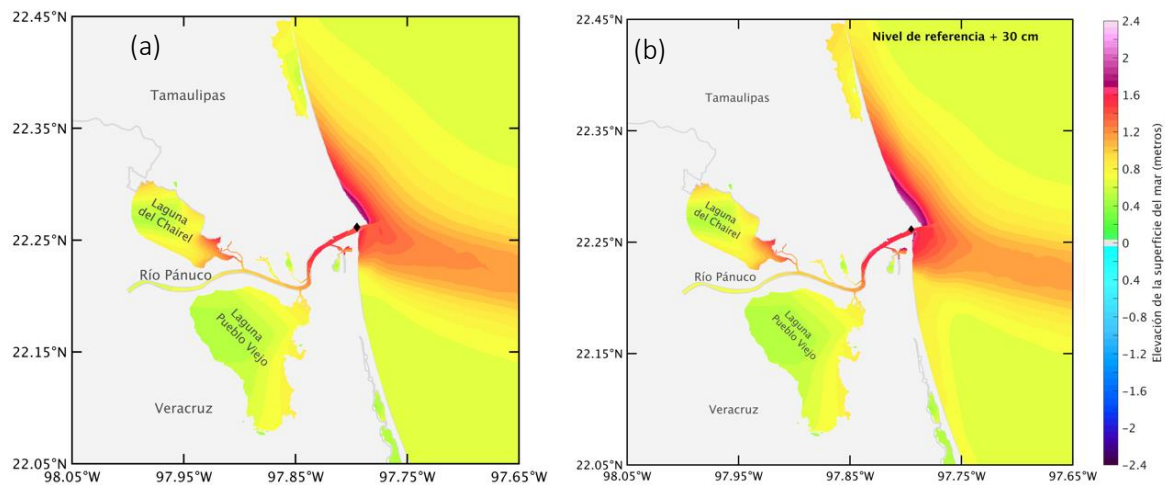 22.45°N
(a)
Tamaulipas
22.35°N
Laguna
del Chairel
22.25°N
Río Pánuco
22.15°N
Laguna
Pueblo Viejo
Veracruz
22.05°N
98.05°W
97.95°W
97.85°W
97.75°W
97.65°W
22.45°N
(b)
Nivel de referencia + 30 cm
Tamaulipas
22.35°N
Laguna
del Chairel
22.25°N
Río Pánuco
22.15°N
Laguna
Pueblo Viejo
Veracruz
22.05°N
98.05°W
97.95°W
97.85°W
97.75°W
97.65°W
2.4
2
1.6
1.2
0.8
0.4
0
0.4
-0.8
-1.2
-1.6
-2
-2.4
Elevación de la superficie del mar (metros)